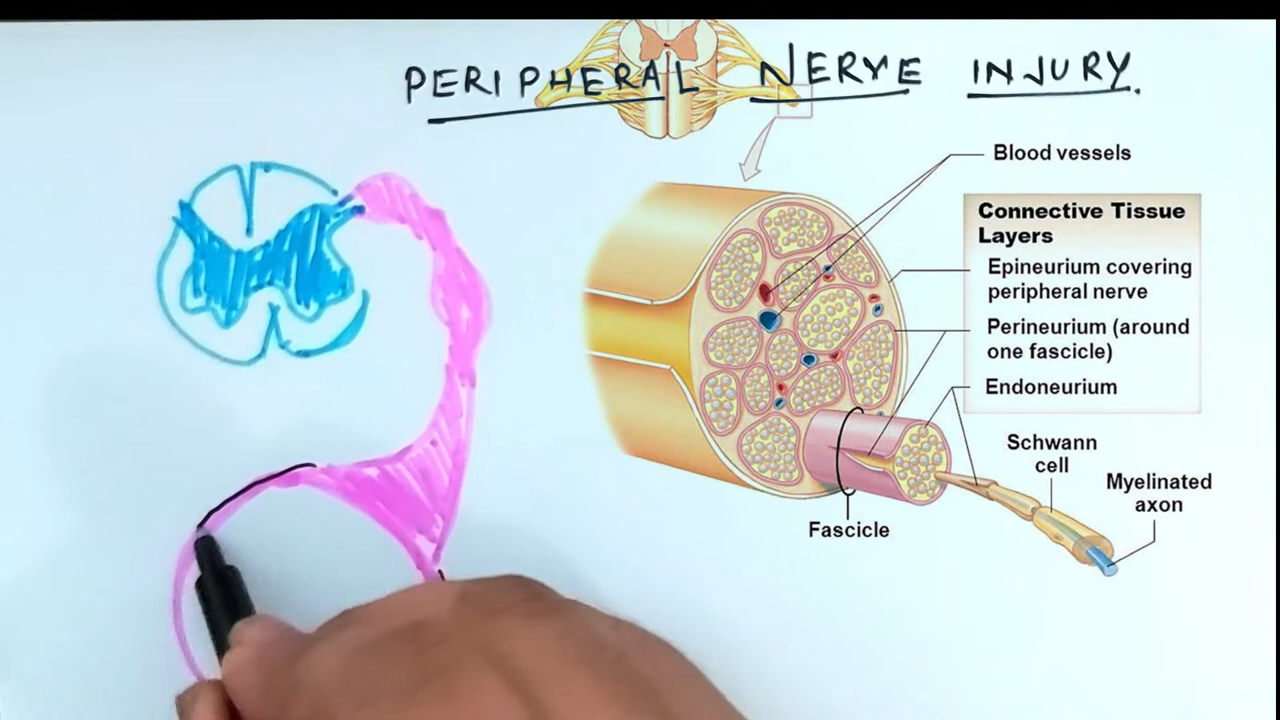 PERIPHERAL NERVE INJURY.
Blood vessels
Connective Tissue
Layers
Epineurium covering
peripheral nerve
Perineurium (around
one fascicle)
Endoneurium
Schwann
cell
Myelinated
axon
Fascicle